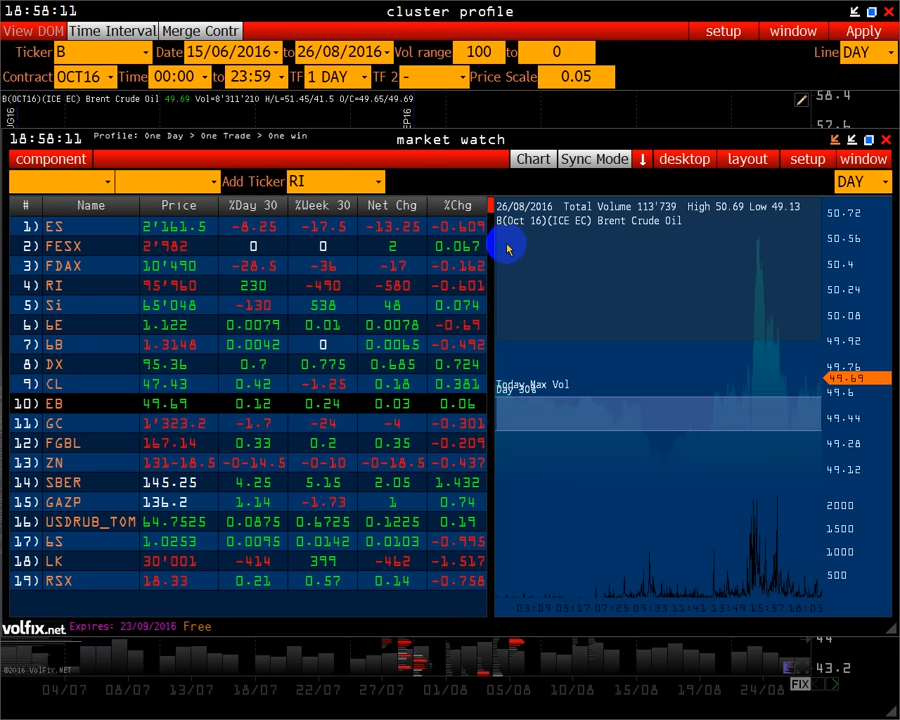 18:58:11 cluster profile
View DOM Time Interval Merge Contr setup window Apply
Ticker B Date 15/06/2016 to 26/08/2016 Vol range 100 to 0 Line DAY
Contract OCT16 Time 00:00 to 23:59 TF 1 DAY TF 2 - Price Scale 0.05
B(OCT16)(ICE EC) Brent Crude Oil 49.69 Vol=8'311'210 H/L=51.45/41.5 O/C=49.65/49.69
58.4
57.6
18:58:11 Profile: One Day > One Trade > One win market watch
component Chart Sync Mode ↓ desktop layout setup window
Add Ticker RI DAY
# Name Price %Day 30 %Week 30 Net Chg %Chg
1) ES 2'161.5 -8.25 -17.5 -13.25 -0.609
2) FESX 2'982 0 0 2 0.067
3) FDAX 10'490 -28.5 -36 -17 -0.162
4) RI 95'960 230 -490 -580 -0.601
5) Si 65'048 -130 538 48 0.074
6) 6E 1.122 0.0079 0.01 0.0078 -0.69
7) 6B 1.3148 0.0042 0 0.0065 -0.492
8) DX 95.36 0.7 0.775 0.685 0.724
9) CL 47.43 0.42 -1.25 0.18 0.381
10) EB 49.69 0.12 0.24 0.03 0.06
11) GC 1'323.2 -1.7 -24 -4 -0.301
12) FGBL 167.14 0.33 0.2 0.35 -0.209
13) ZN 131-18.5 -0-14.5 -0-10 -0-18.5 -0.437
14) SBER 145.25 4.25 5.15 2.05 1.432
15) GAZP 136.2 1.14 -1.73 1 0.74
16) USDRUB_TOM 64.7525 0.0875 0.6725 0.1225 0.19
17) 6S 1.0253 0.0095 0.0142 0.0103 -0.995
18) LK 30'001 -414 399 -462 -1.517
19) RSX 18.33 0.21 0.57 0.14 -0.758
26/08/2016 Total Volume 113'739 High 50.69 Low 49.13
B(Oct 16)(ICE EC) Brent Crude Oil
Today Max Vol
Day 30%
50.72
50.56
50.4
50.24
50.08
49.92
49.76
49.69
49.6
49.44
49.28
49.12
2000
1500
1000
500
03:09 05:17 07:25 09:33 11:41 13:49 15:57 18:05
volfix.net Expires: 23/09/2016 Free
44
©2016 VolFix.NET
43.2
04/07 08/07 13/07 18/07 22/07 27/07 01/08 05/08 10/08 15/08 19/08 24/08 FIX